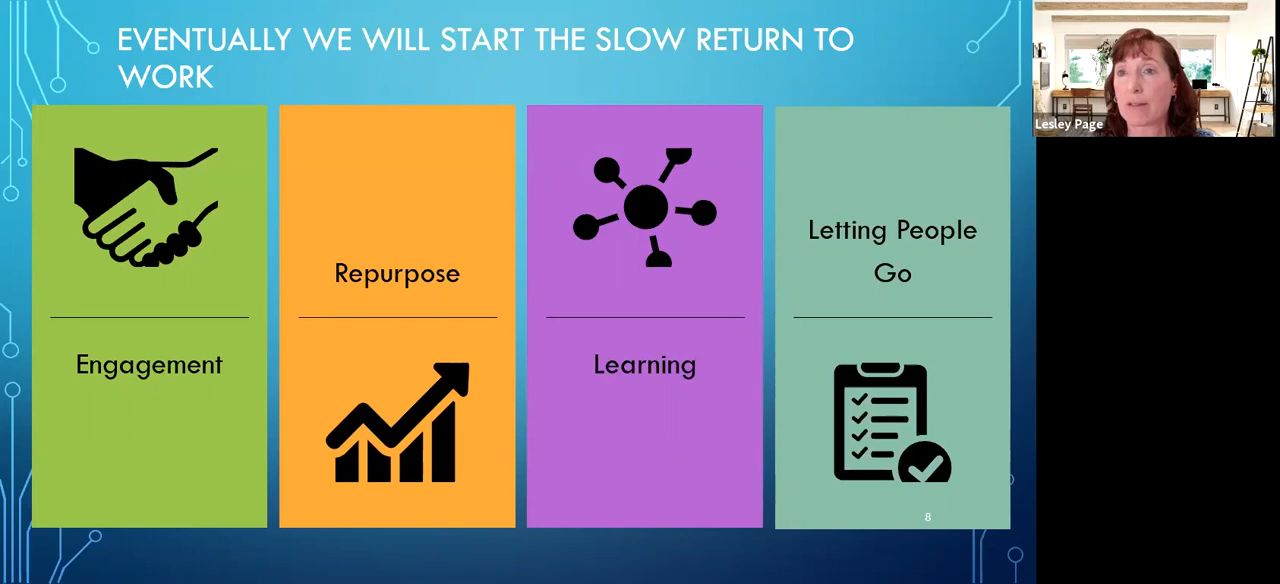 EVENTUALLY WE WILL START THE SLOW RETURN TO
WORK
Lesley Page
Engagement
Repurpose
Learning
Letting People
Go
8